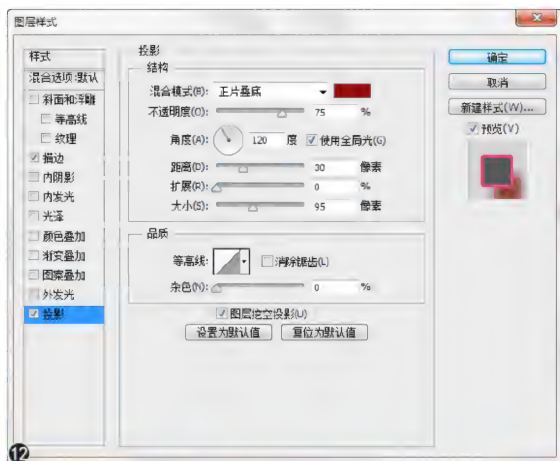 图层样式
样式
混合选项:默认
斜面和浮雕
等高线
纹理
描边
内阴影
内发光
光泽
颜色叠加
渐变叠加
图案叠加
外发光
投影
投影
结构
混合模式(B): 正片叠底
不透明度(O): 75 %
角度(A): 120 度 使用全局光(G)
距离(D): 30 像素
扩展(R): 0 %
大小(S): 95 像素
品质
等高线: 消除锯齿(L)
杂色(N): 0 %
图层挖空投影(U)
设置为默认值 复位为默认值
确定
取消
新建样式(W)...
预览(V)
12